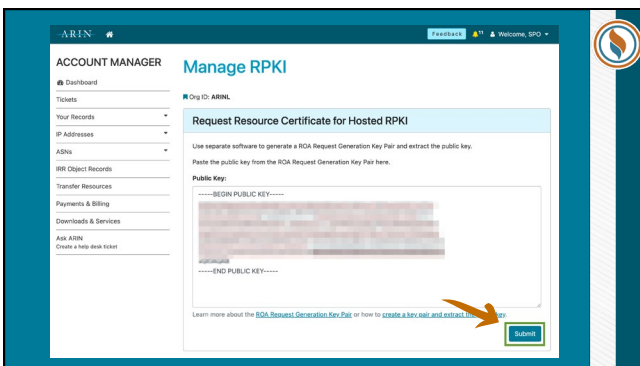 ARIN
Feedback
11
Welcome, SPO
ACCOUNT MANAGER
Dashboard
Tickets
Your Records
IP Addresses
ASNs
IRR Object Records
Transfer Resources
Payments & Billing
Downloads & Services
Ask ARIN
Create a help desk ticket
Manage RPKI
Org ID: ARINL
Request Resource Certificate for Hosted RPKI
Use separate software to generate a ROA Request Generation Key Pair and extract the public key.
Paste the public key from the ROA Request Generation Key Pair here.
Public Key:
-----BEGIN PUBLIC KEY-----
-----END PUBLIC KEY-----
Learn more about the ROA Request Generation Key Pair or how to create a key pair and extract the key.
Submit